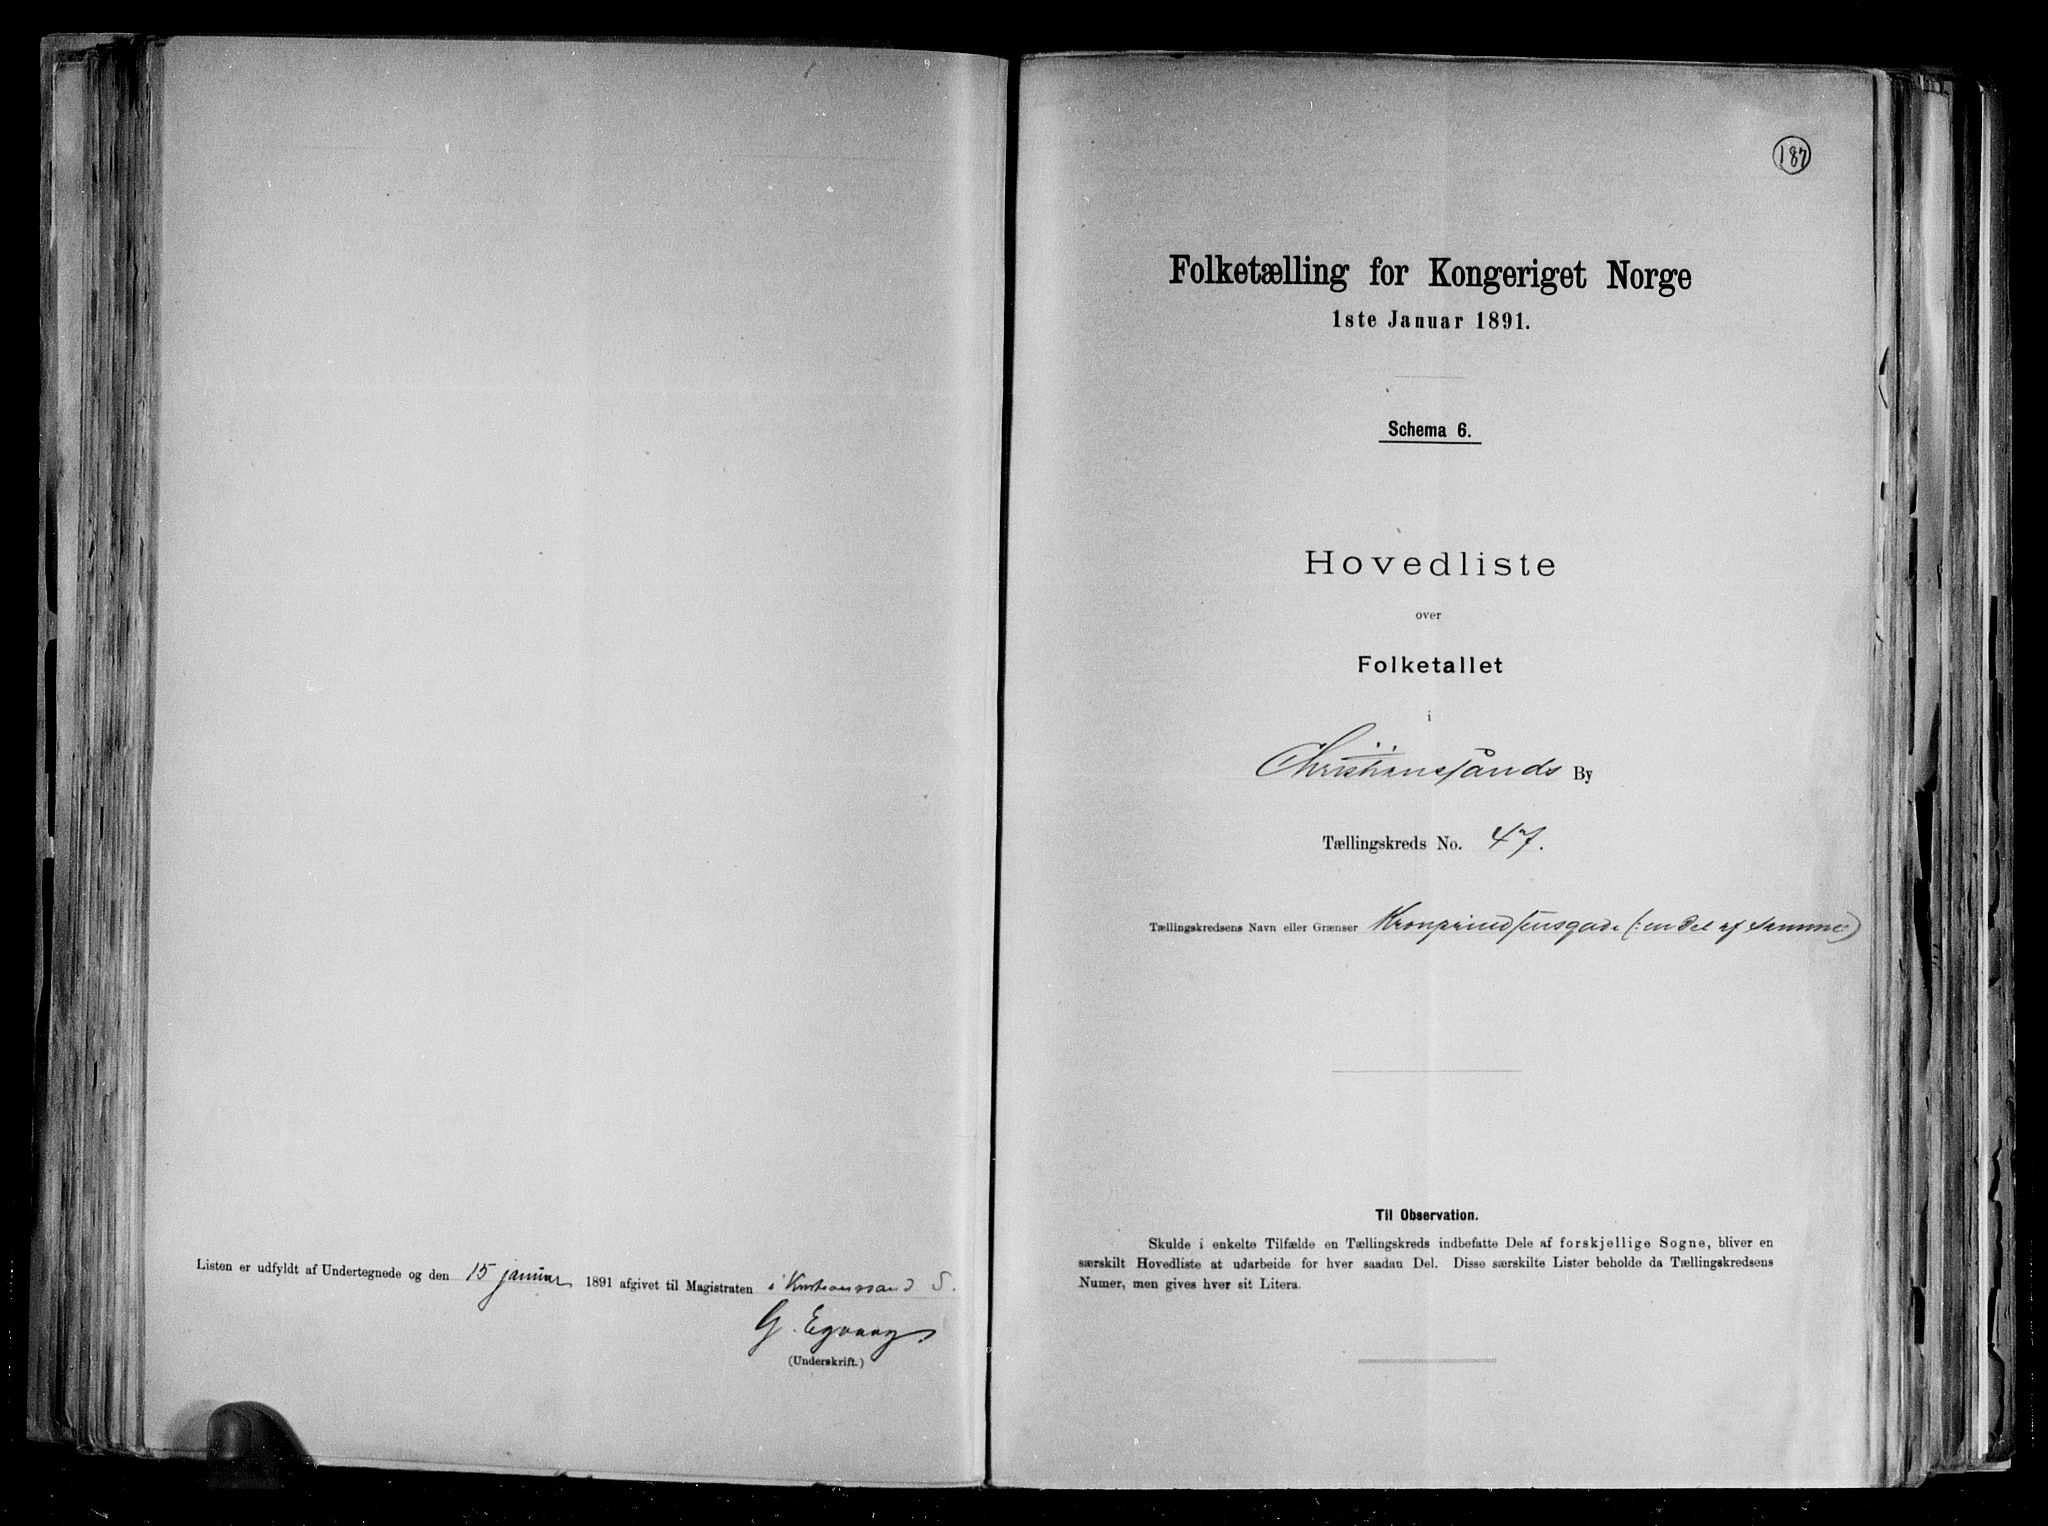 Listen er udfyldt af Undertegnede og den 15 januar 1891 afgivet til Magistraten i Kristianssand S.
G. Egvaag
(Underskrift.)
187
Folketælling for Kongeriget Norge
1ste Januar 1891.
Schema 6.
Hovedliste
over
Folketallet
i
Christianssands By
Tællingskreds No. 47.
Tællingskredsens Navn eller Grænser Kronprindsensgade (: en Del af samme :)
Til Observation.
Skulde i enkelte Tilfælde en Tællingskreds indbefatte Dele af forskjellige Sogne, bliver en
særskilt Hovedliste at udarbeide for hver saadan Del. Disse særskilte Lister beholde da Tællingskredsens
Numer, men gives hver sit Litera.